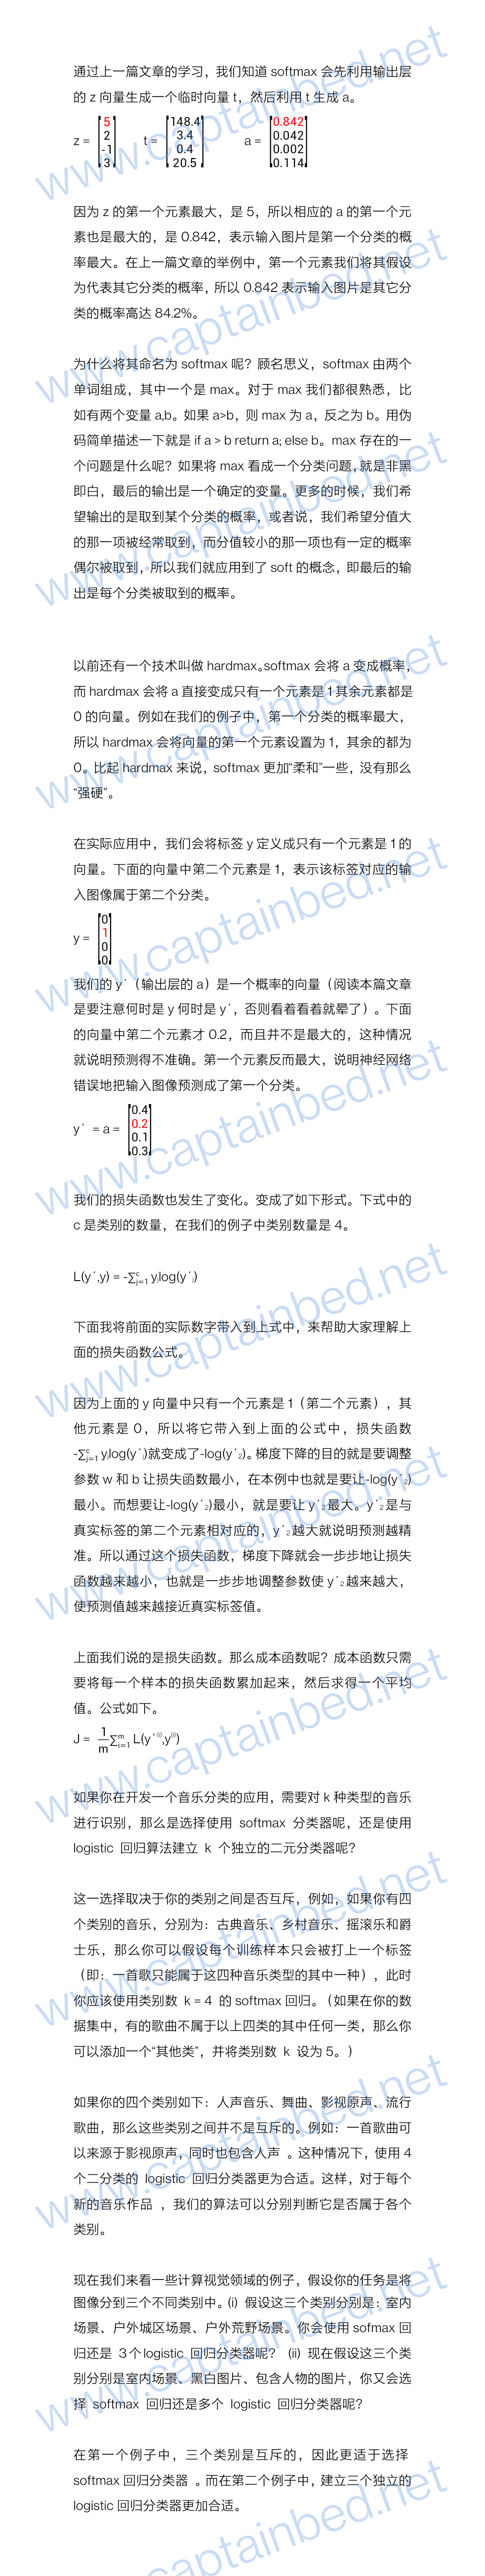 通过上一篇文章的学习，我们知道 softmax 会先利用输出层
的 z 向量生成一个临时向量 t，然后利用 t 生成 a。
z = [5 2 -1 3] t = [148.4 3.4 0.4 20.5] a = [0.842 0.042 0.002 0.114]
因为 z 的第一个元素最大，是 5，所以相应的 a 的第一个元
素也是最大的，是 0.842，表示输入图片是第一个分类的概
率最大。在上一篇文章的举例中，第一个元素我们将其假设
为代表其它分类的概率，所以 0.842 表示输入图片是其它分
类的概率高达 84.2%。
为什么将其命名为 softmax 呢？顾名思义，softmax 由两个
单词组成，其中一个是 max。对于 max 我们都很熟悉，比
如有两个变量 a,b。如果 a>b，则 max 为 a，反之为 b。用伪
码简单描述一下就是 if a > b return a; else b。max 存在的一
个问题是什么呢？如果将 max 看成一个分类问题，就是非黑
即白，最后的输出是一个确定的变量。更多的时候，我们希
望输出的是取到某个分类的概率，或者说，我们希望分值大
的那一项被经常取到，而分值较小的那一项也有一定的概率
偶尔被取到，所以我们就应用到了 soft 的概念，即最后的输
出是每个分类被取到的概率。
以前还有一个技术叫做 hardmax。softmax 会将 a 变成概率，
而 hardmax 会将 a 直接变成只有一个元素是 1 其余元素都是
0 的向量。例如在我们的例子中，第一个分类的概率最大，
所以 hardmax 会将向量的第一个元素设置为 1，其余的都为
0。比起 hardmax 来说，softmax 更加“柔和”一些，没有那么
“强硬”。
在实际应用中，我们会将标签 y 定义成只有一个元素是 1 的
向量。下面的向量中第二个元素是 1，表示该标签对应的输
入图像属于第二个分类。
y = [0 1 0 0]
我们的 y´（输出层的 a）是一个概率的向量（阅读本篇文章
是要注意何时是 y 何时是 y´，否则看着看着就晕了）。下面
的向量中第二个元素才 0.2，而且并不是最大的，这种情况
就说明预测得不准确。第一个元素反而最大，说明神经网络
错误地把输入图像预测成了第一个分类。
y´ = a = [0.4 0.2 0.1 0.3]
我们的损失函数也发生了变化。变成了如下形式。下式中的
c 是类别的数量，在我们的例子中类别数量是 4。
L(y´,y) = -∑ᶜⱼ₌₁ yⱼlog(y´ⱼ)
下面我将前面的实际数字带入到上式中，来帮助大家理解上
面的损失函数公式。
因为上面的 y 向量中只有一个元素是 1（第二个元素），其
他元素是 0，所以将它带入到上面的公式中，损失函数
-∑ᶜⱼ₌₁ yⱼlog(y´ⱼ)就变成了-log(y´₂)。梯度下降的目的就是要调整
参数 w 和 b 让损失函数最小，在本例中也就是要让-log(y´₂)
最小。而想要让-log(y´₂)最小，就是要让 y´₂最大。y´₂是与
真实标签的第二个元素相对应的，y´₂越大就说明预测越精
准。所以通过这个损失函数，梯度下降就会一步步地让损失
函数越来越小，也就是一步步地调整参数使 y´₂越来越大，
使预测值越来越接近真实标签值。
上面我们说的是损失函数。那么成本函数呢？成本函数只需
要将每一个样本的损失函数累加起来，然后求得一个平均
值。公式如下。
J = 1/m ∑ᵐᵢ₌₁ L(y´⁽ⁱ⁾,y⁽ⁱ⁾)
如果你在开发一个音乐分类的应用，需要对 k 种类型的音乐
进行识别，那么是选择使用 softmax 分类器呢，还是使用
logistic 回归算法建立 k 个独立的二元分类器呢？
这一选择取决于你的类别之间是否互斥，例如，如果你有四
个类别的音乐，分别为：古典音乐、乡村音乐、摇滚乐和爵
士乐，那么你可以假设每个训练样本只会被打上一个标签
（即：一首歌只能属于这四种音乐类型的其中一种），此时
你应该使用类别数 k = 4 的 softmax 回归。（如果在你的数
据集中，有的歌曲不属于以上四类的其中任何一类，那么你
可以添加一个“其他类”，并将类别数 k 设为 5。）
如果你的四个类别如下：人声音乐、舞曲、影视原声、流行
歌曲，那么这些类别之间并不是互斥的。例如：一首歌曲可
以来源于影视原声，同时也包含人声 。这种情况下，使用 4
个二分类的 logistic 回归分类器更为合适。这样，对于每个
新的音乐作品 ，我们的算法可以分别判断它是否属于各个
类别。
现在我们来看一些计算视觉领域的例子，假设你的任务是将
图像分到三个不同类别中。(i) 假设这三个类别分别是：室内
场景、户外城区场景、户外荒野场景。你会使用 sofmax 回
归还是 3 个 logistic 回归分类器呢？ (ii) 现在假设这三个类
别分别是室内场景、黑白图片、包含人物的图片，你又会选
择 softmax 回归还是多个 logistic 回归分类器呢？
在第一个例子中，三个类别是互斥的，因此更适于选择
softmax 回归分类器 。而在第二个例子中，建立三个独立的
logistic 回归分类器更加合适。
www.captainbed.net
www.captainbed.net
www.captainbed.net
www.captainbed.net
www.captainbed.net
www.captainbed.net
www.captainbed.net
www.captainbed.net
www.captainbed.net
www.captainbed.net
www.captainbed.net
www.captainbed.net
www.captainbed.net